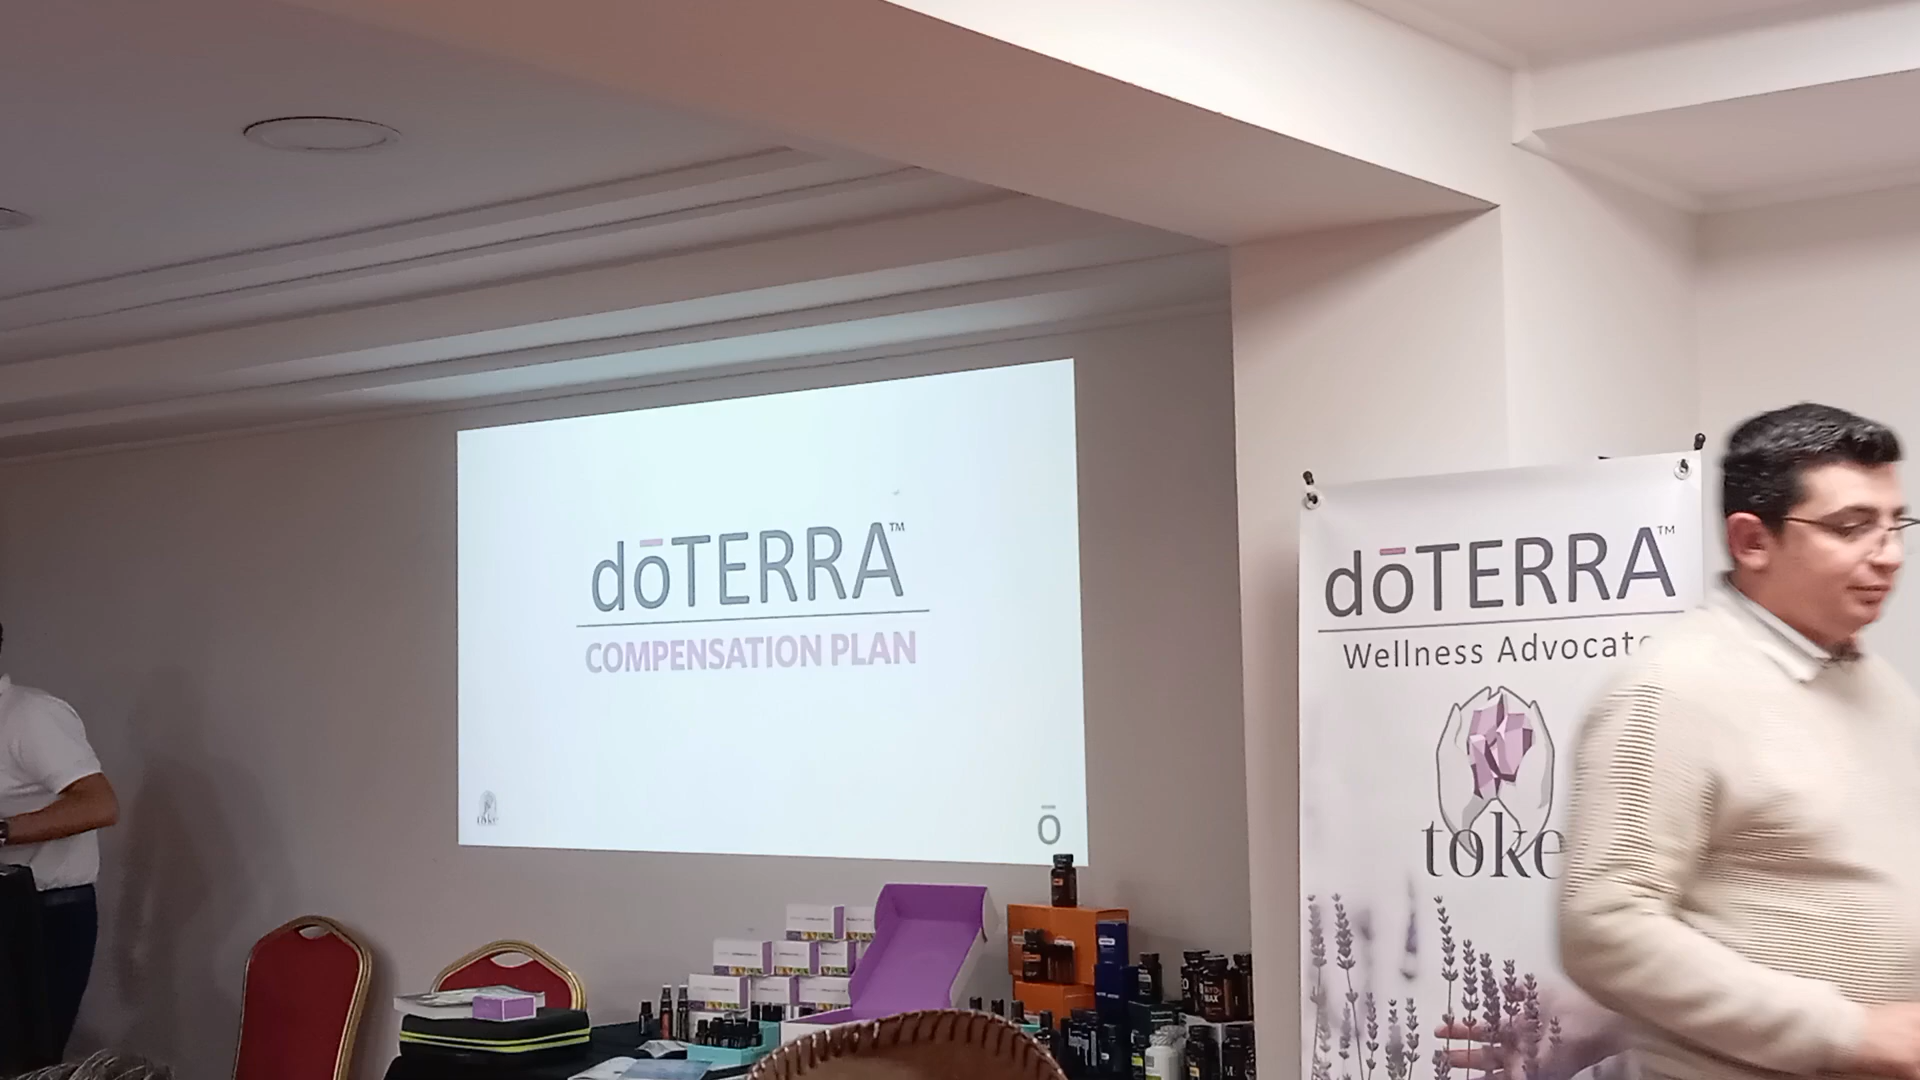 dōTERRA™
COMPENSATION PLAN
ō
dōTERRA™
Wellness Advocate
toke